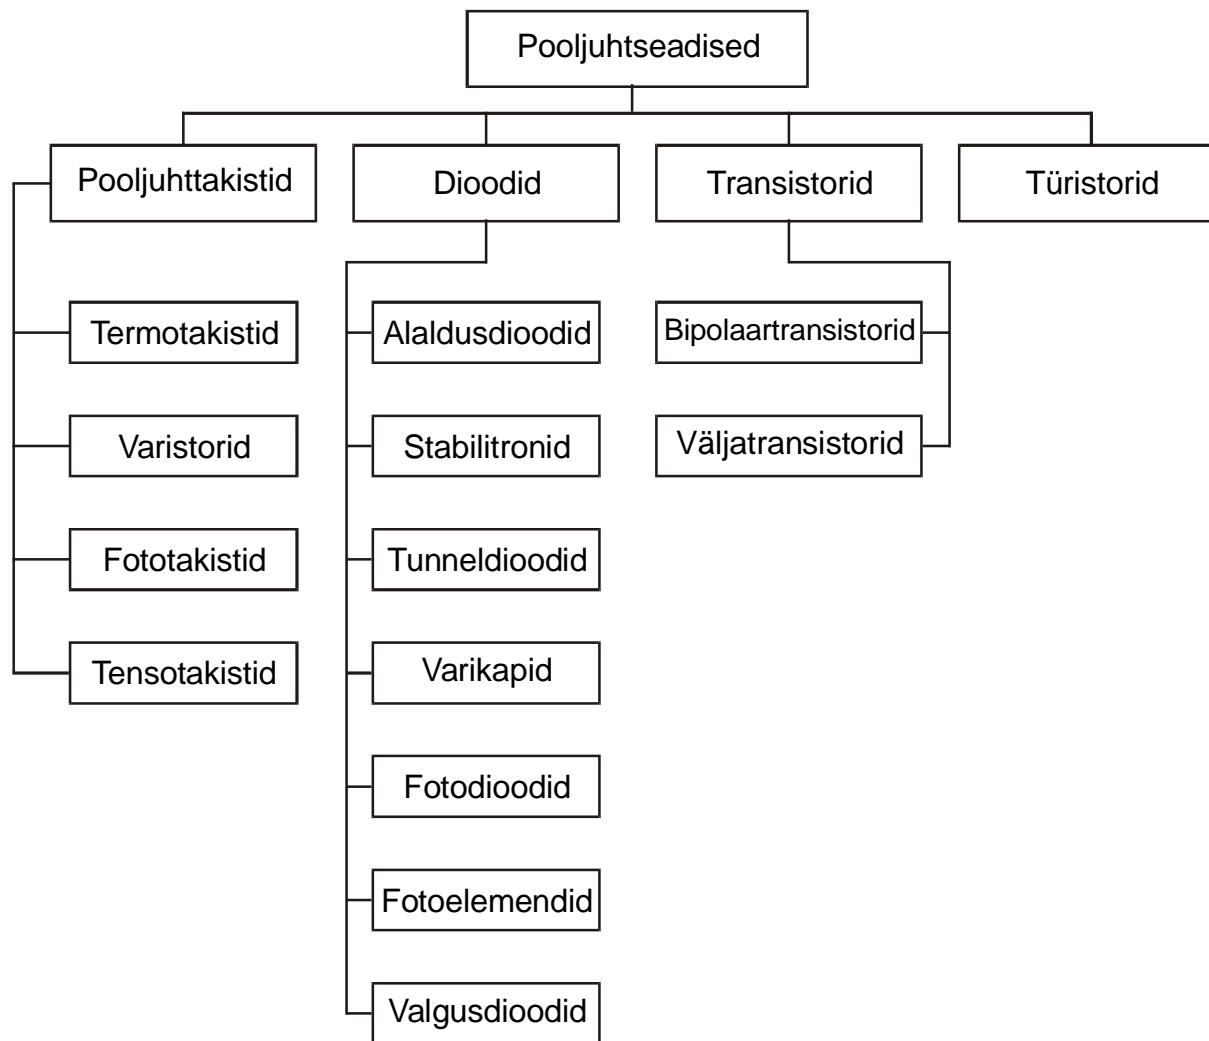 Pooljuhtseadised
Pooljuhttakistid
Dioodid
Transistorid
Türistorid
Termotakistid
Alaldusdioodid
Bipolaartransistorid
Varistorid
Stabilitronid
Väljatransistorid
Fototakistid
Tunneldioodid
Tensotakistid
Varikapid
Fotodioodid
Fotoelemendid
Valgusdioodid